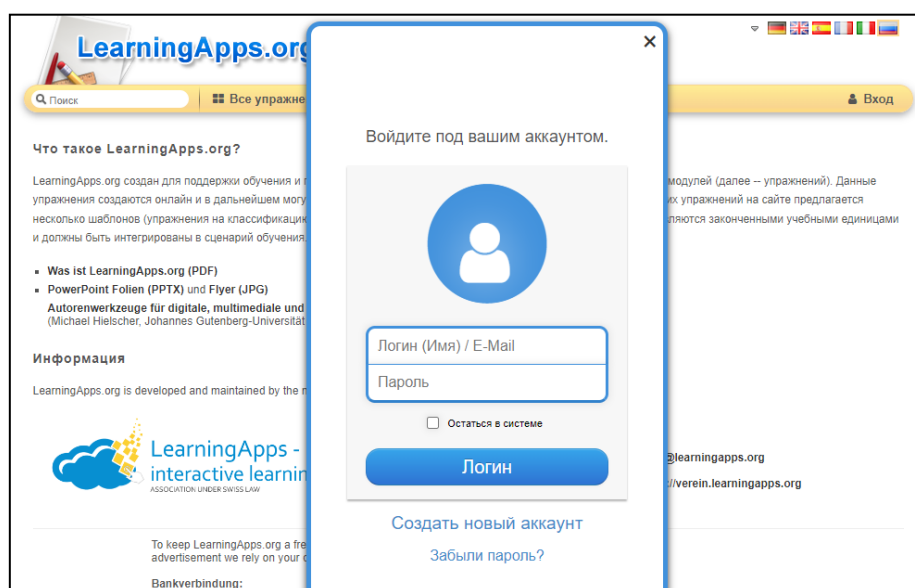 LearningApps.org
Поиск
Все упражне
Вход
Что такое LearningApps.org?
LearningApps.org создан для поддержки обучения и п
модулей (далее -- упражнений). Данные
упражнения создаются онлайн и в дальнейшем могу
их упражнений на сайте предлагается
несколько шаблонов (упражнения на классификацию
ляются законченными учебными единицами
и должны быть интегрированы в сценарий обучения.
Was ist LearningApps.org (PDF)
PowerPoint Folien (PPTX) und Flyer (JPG)
Autorenwerkzeuge für digitale, multimediale und
(Michael Hielscher, Johannes Gutenberg-Universität
Информация
LearningApps.org is developed and maintained by the n
LearningApps -
interactive learnin
ASSOCIATION UNDER SWISS LAW
@learningapps.org
://verein.learningapps.org
To keep LearningApps.org a fre
advertisement we rely on your d
Bankverbindung:
×
Войдите под вашим аккаунтом.
Логин (Имя) / E-Mail
Пароль
Остаться в системе
Логин
Создать новый аккаунт
Забыли пароль?